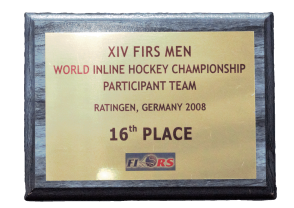 XIV FIRS MEN
WORLD INLINE HOCKEY CHAMPIONSHIP
PARTICIPANT TEAM
RATINGEN, GERMANY 2008
16th PLACE
FIRS